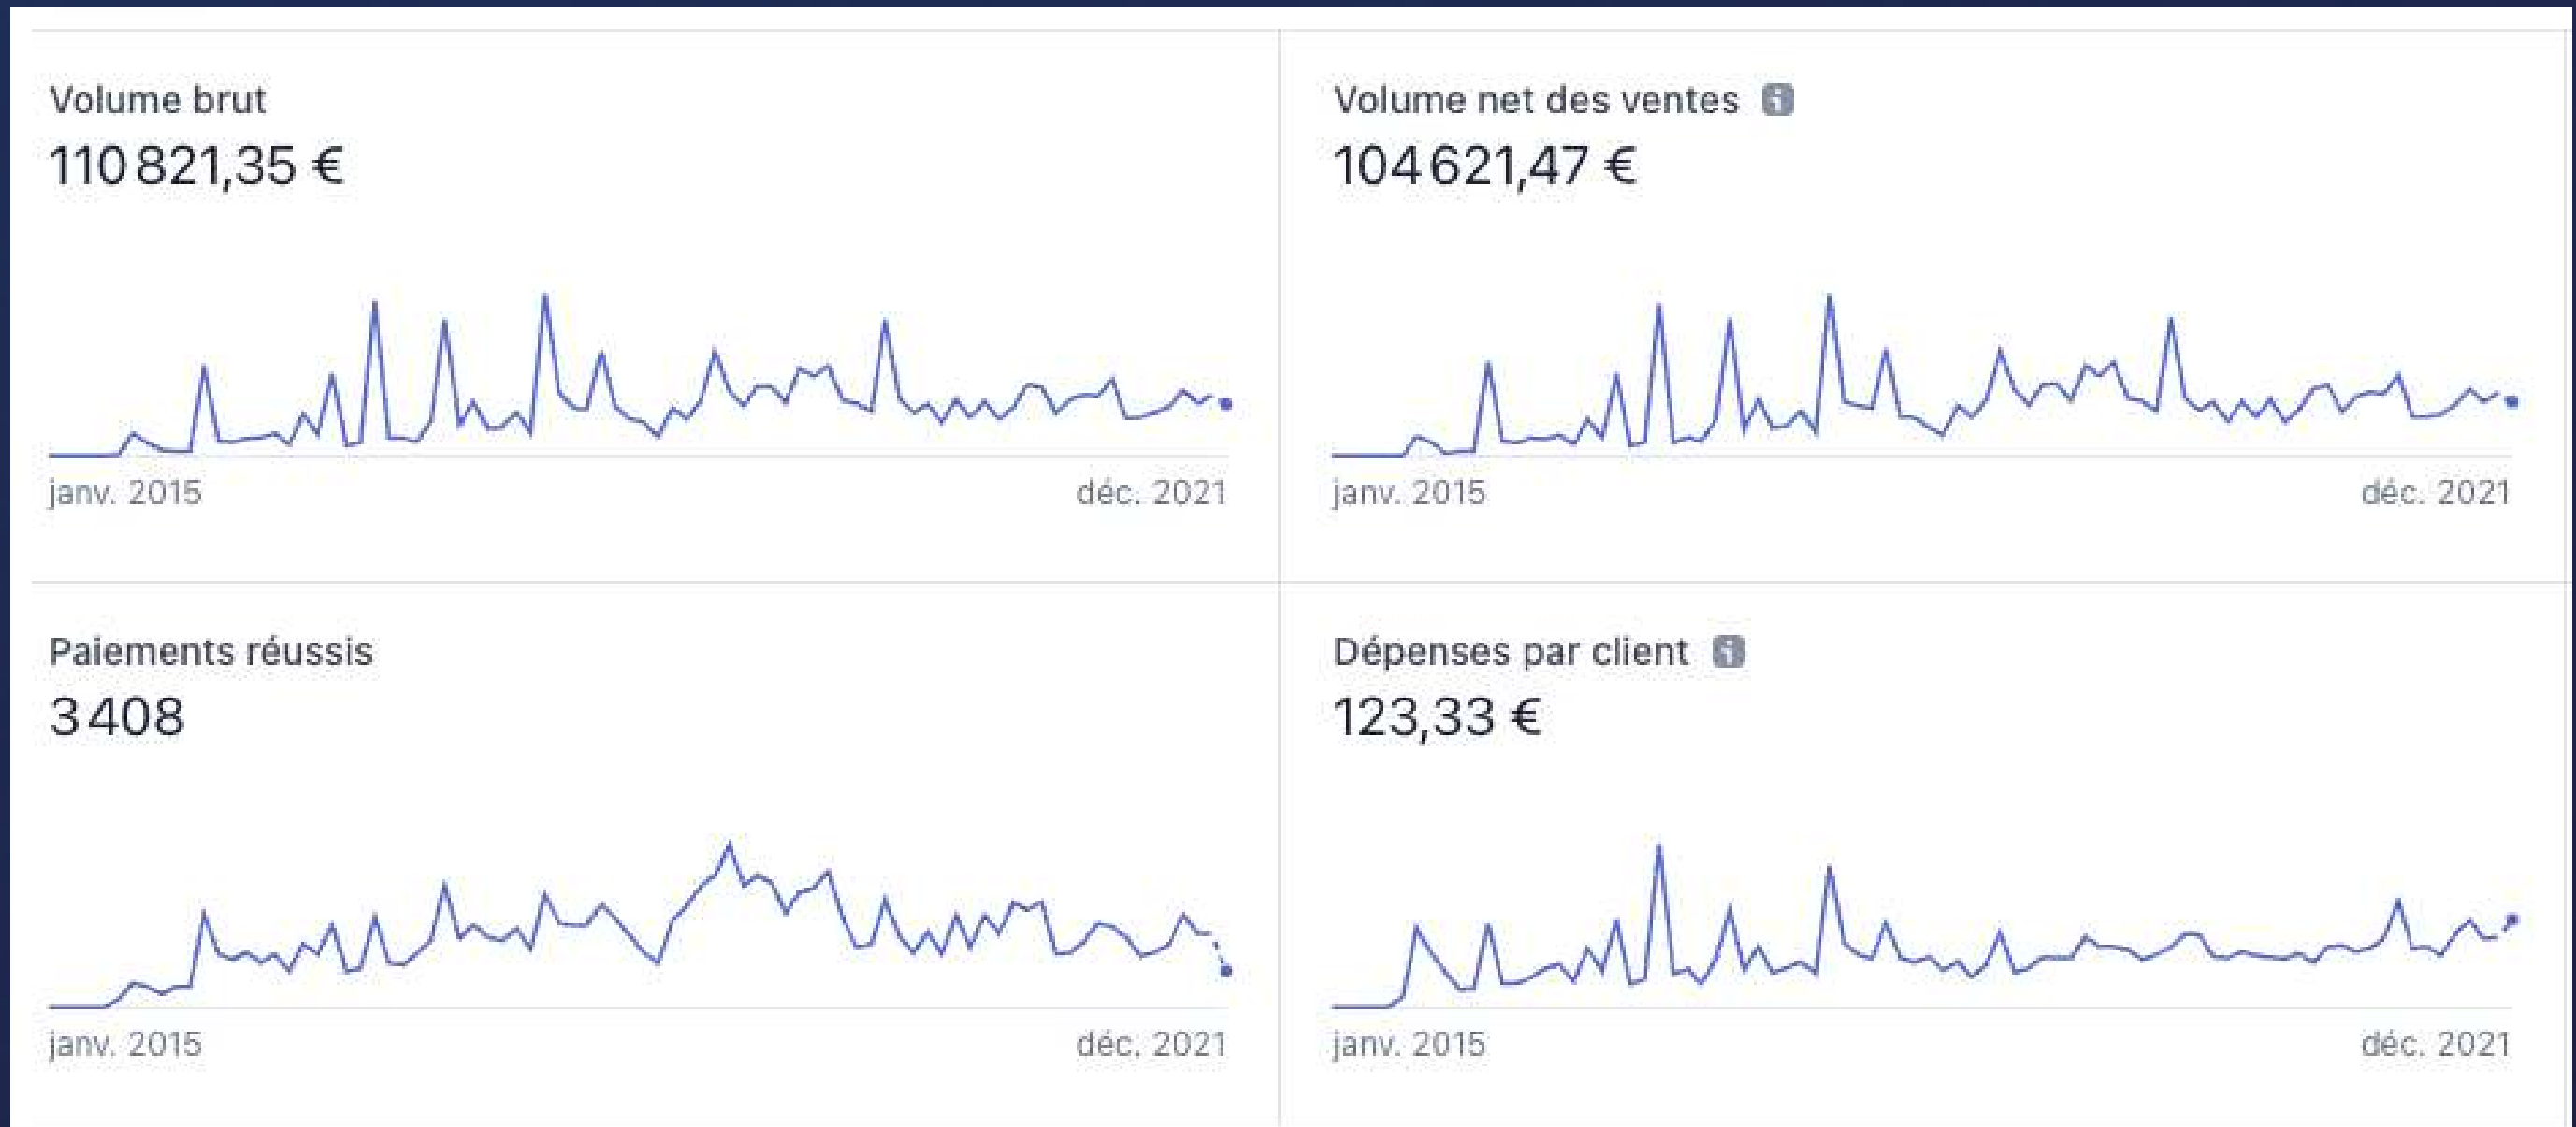 Volume brut
110 821,35 €
janv. 2015
déc. 2021
Volume net des ventes
104 621,47 €
janv. 2015
déc. 2021
Paiements réussis
3 408
janv. 2015
déc. 2021
Dépenses par client
123,33 €
janv. 2015
déc. 2021